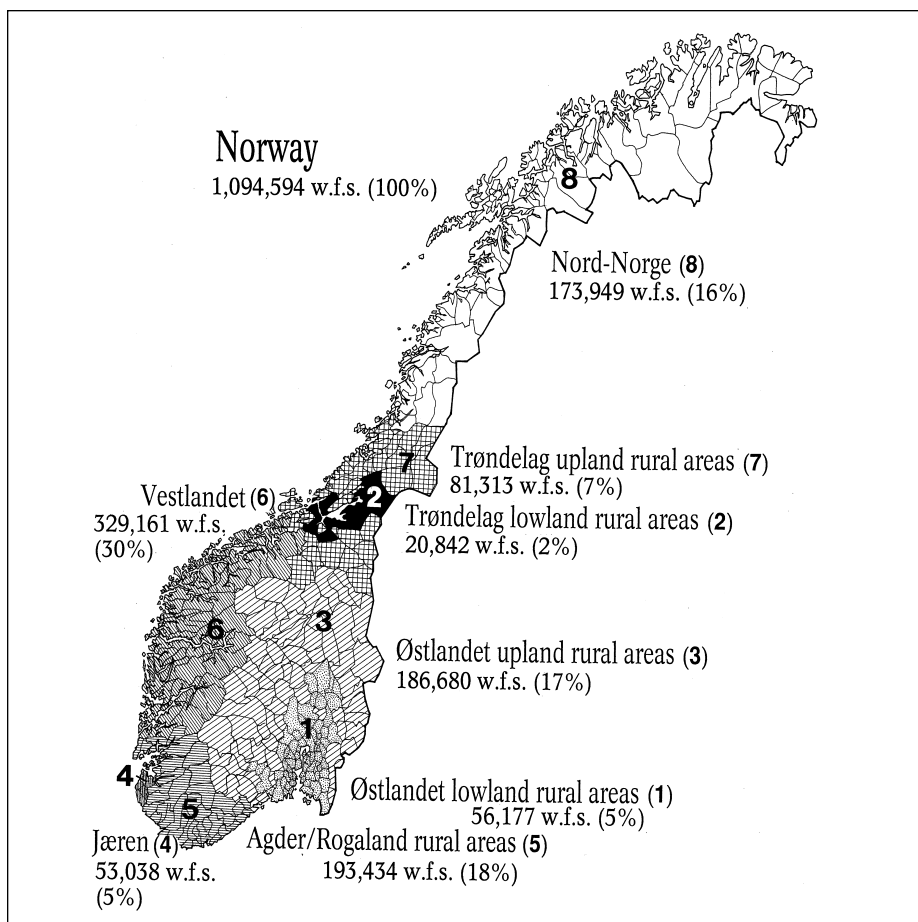 Norway
1,094,594 w.f.s. (100%)
8
Nord-Norge (8)
173,949 w.f.s. (16%)
7
Trøndelag upland rural areas (7)
81,313 w.f.s. (7%)
2
Vestlandet (6)
329,161 w.f.s.
(30%)
Trøndelag lowland rural areas (2)
20,842 w.f.s. (2%)
3
6
Østlandet upland rural areas (3)
186,680 w.f.s. (17%)
1
4
5
Østlandet lowland rural areas (1)
56,177 w.f.s. (5%)
Jæren (4)
53,038 w.f.s.
(5%)
Agder/Rogaland rural areas (5)
193,434 w.f.s. (18%)